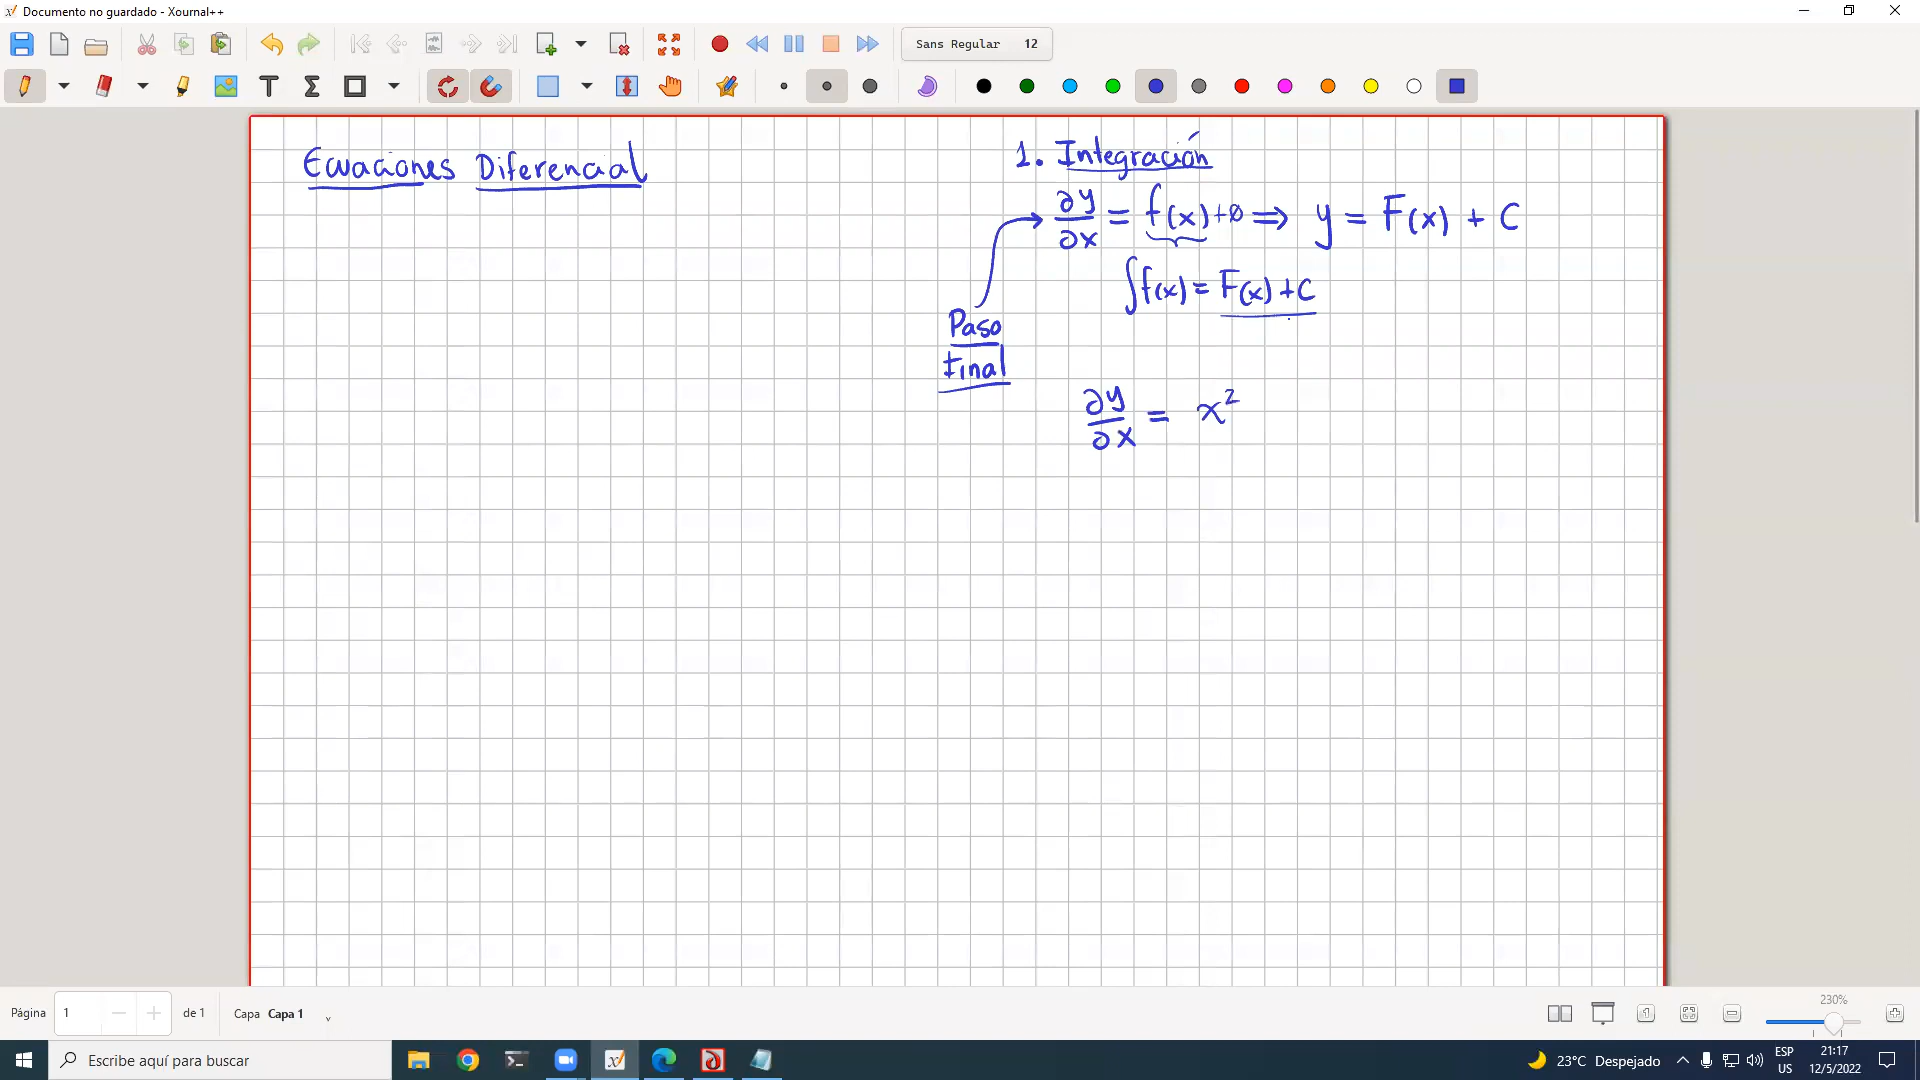 Documento no guardado - Xournal++
Sans Regular 12
Ecuaciones Diferencial
1. Integración
∂y/∂x = f(x)+0 ⟹ y = F(x) + C
∫f(x) = F(x)+C
Paso
Final
∂y/∂x = x²
Página 1 de 1 Capa Capa 1
230%
Escribe aquí para buscar
23°C Despejado
ESP
US
21:17
12/5/2022